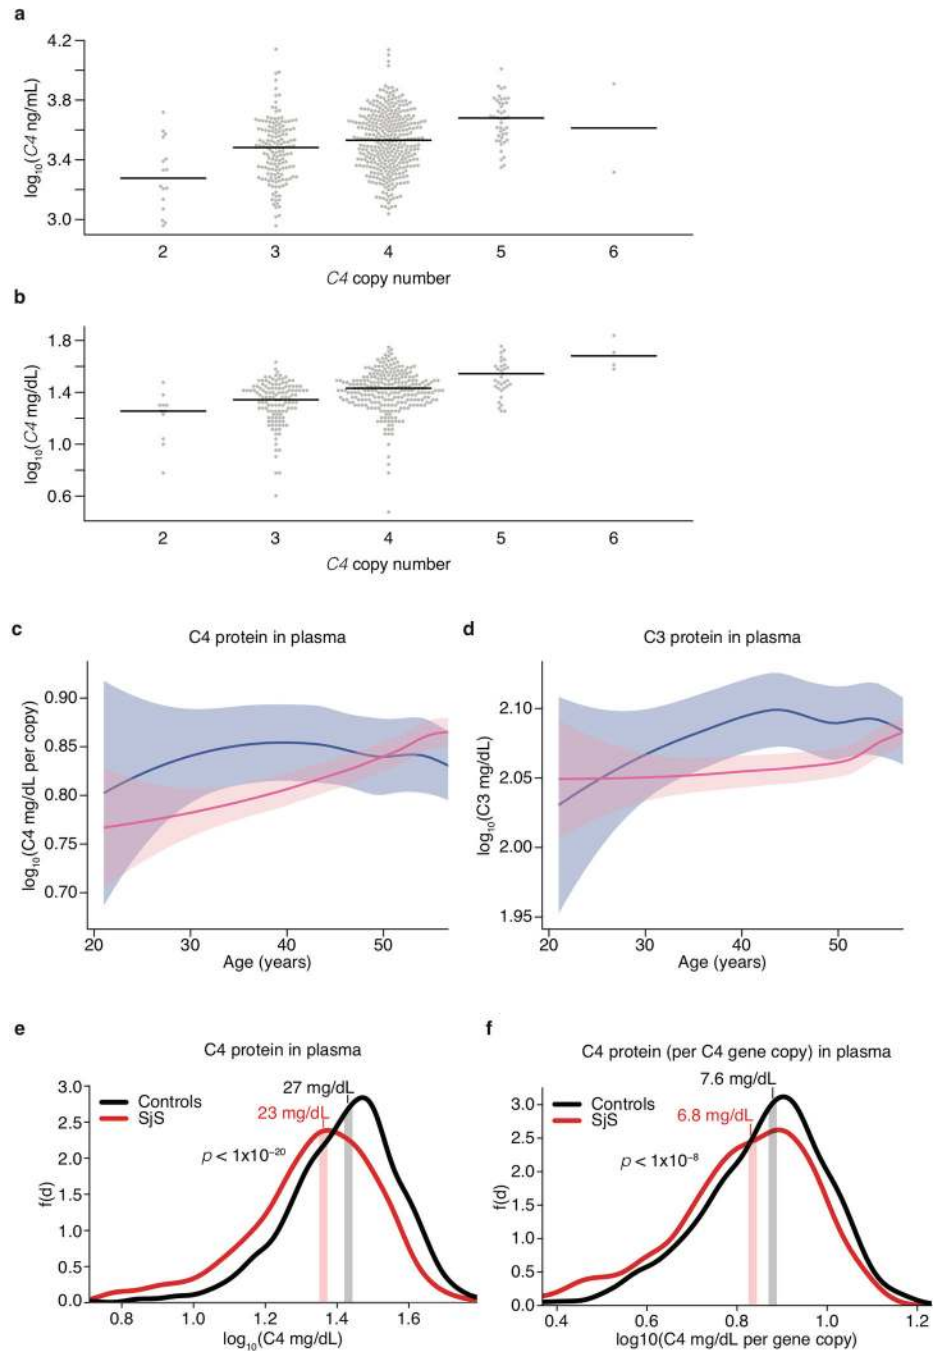 a
log₁₀(C4 ng/mL)
4.2
3.8
3.4
3.0
2 3 4 5 6
C4 copy number
b
log₁₀(C4 mg/dL)
1.8
1.4
1.0
0.6
2 3 4 5 6
C4 copy number
c
C4 protein in plasma
log₁₀(C4 mg/dL per copy)
0.90
0.85
0.80
0.75
0.70
20 30 40 50
Age (years)
d
C3 protein in plasma
log₁₀(C3 mg/dL)
2.10
2.05
2.00
1.95
20 30 40 50
Age (years)
e
C4 protein in plasma
27 mg/dL
23 mg/dL
Controls
SjS
p < 1x10⁻²⁰
f(d)
3.0
2.5
2.0
1.5
1.0
0.5
0.0
0.8 1.0 1.2 1.4 1.6
log₁₀(C4 mg/dL)
f
C4 protein (per C4 gene copy) in plasma
7.6 mg/dL
6.8 mg/dL
Controls
SjS
p < 1x10⁻⁸
f(d)
3.0
2.5
2.0
1.5
1.0
0.5
0.0
0.4 0.6 0.8 1.0 1.2
log10(C4 mg/dL per gene copy)